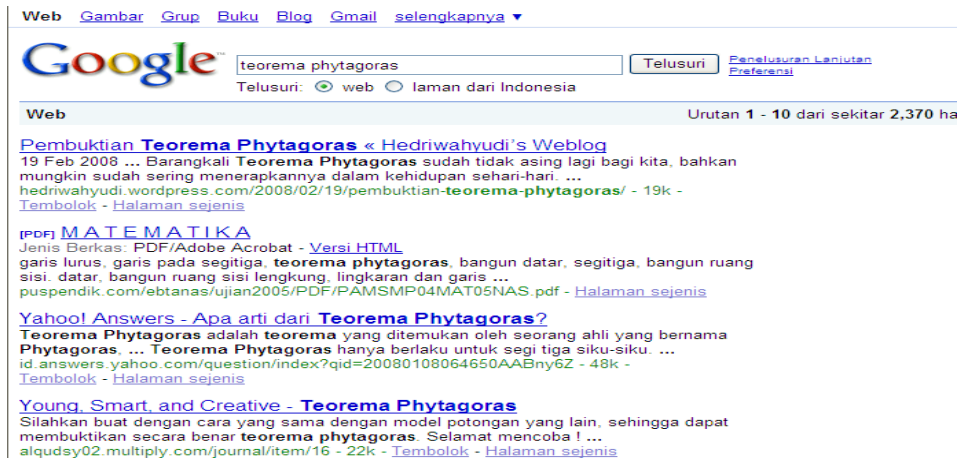 Web Gambar Grup Buku Blog Gmail selengkapnya ▼
Google™ teorema phytagoras Telusuri Penelusuran Lanjutan
Preferensi
Telusuri: web laman dari Indonesia
Web Urutan 1 - 10 dari sekitar 2,370 ha
Pembuktian Teorema Phytagoras « Hedriwahyudi's Weblog
19 Feb 2008 ... Barangkali Teorema Phytagoras sudah tidak asing lagi bagi kita, bahkan
mungkin sudah sering menerapkannya dalam kehidupan sehari-hari. ...
hedriwahyudi.wordpress.com/2008/02/19/pembuktian-teorema-phytagoras/ - 19k -
Tembolok - Halaman sejenis
[PDF] M A T E M A T I K A
Jenis Berkas: PDF/Adobe Acrobat - Versi HTML
garis lurus, garis pada segitiga, teorema phytagoras, bangun datar, segitiga, bangun ruang
sisi. datar, bangun ruang sisi lengkung, lingkaran dan garis ...
puspendik.com/ebtanas/ujian2005/PDF/PAMSMP04MAT05NAS.pdf - Halaman sejenis
Yahoo! Answers - Apa arti dari Teorema Phytagoras?
Teorema Phytagoras adalah teorema yang ditemukan oleh seorang ahli yang bernama
Phytagoras, ... Teorema Phytagoras hanya berlaku untuk segi tiga siku-siku. ...
id.answers.yahoo.com/question/index?qid=20080108064650AABny6Z - 48k -
Tembolok - Halaman sejenis
Young, Smart, and Creative - Teorema Phytagoras
Silahkan buat dengan cara yang sama dengan model potongan yang lain, sehingga dapat
membuktikan secara benar teorema phytagoras. Selamat mencoba ! ...
alqudsy02.multiply.com/journal/item/16 - 22k - Tembolok - Halaman sejenis